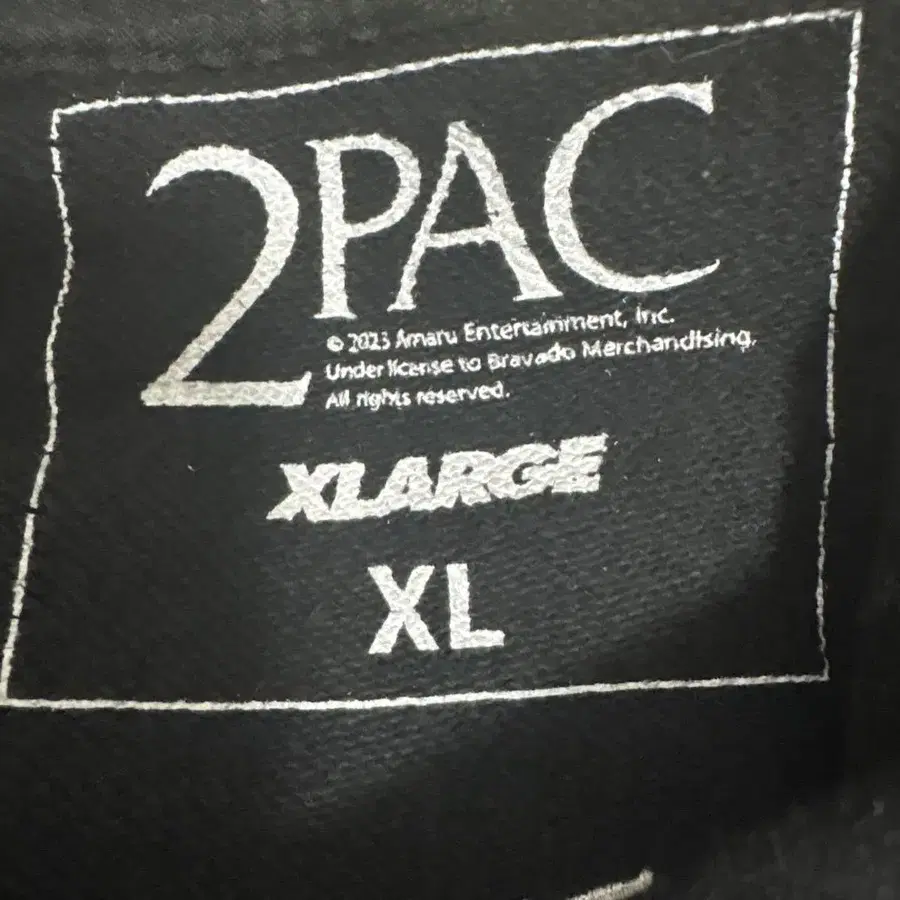 2PAC
© 2023 Amaru Entertainment, Inc.
Under license to Bravado Merchandising.
All rights reserved.
XLARGE
XL